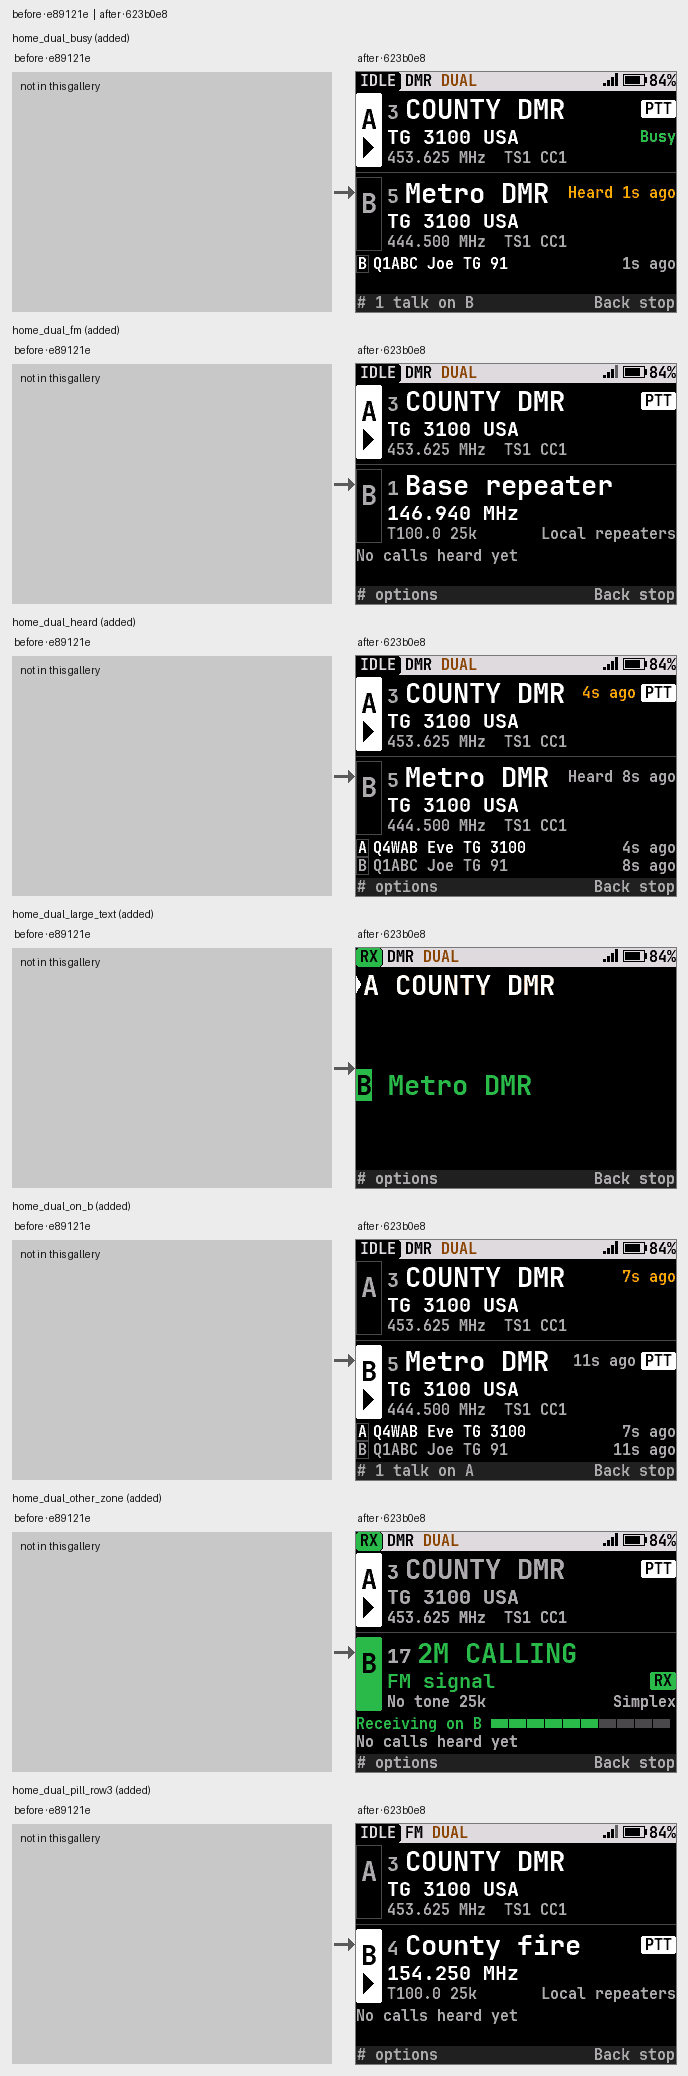 before · e89121e | after · 623b0e8
home_dual_busy (added)
before · e89121e
after · 623b0e8
not in this gallery
IDLE DMR DUAL 84%
A 3 COUNTY DMR PTT
TG 3100 USA Busy
453.625 MHz TS1 CC1
B 5 Metro DMR Heard 1s ago
TG 3100 USA
444.500 MHz TS1 CC1
B Q1ABC Joe TG 91 1s ago
# 1 talk on B Back stop
home_dual_fm (added)
before · e89121e
after · 623b0e8
not in this gallery
IDLE DMR DUAL 84%
A 3 COUNTY DMR PTT
TG 3100 USA
453.625 MHz TS1 CC1
B 1 Base repeater
146.940 MHz
T100.0 25k Local repeaters
No calls heard yet
# options Back stop
home_dual_heard (added)
before · e89121e
after · 623b0e8
not in this gallery
IDLE DMR DUAL 84%
A 3 COUNTY DMR 4s ago PTT
TG 3100 USA
453.625 MHz TS1 CC1
B 5 Metro DMR Heard 8s ago
TG 3100 USA
444.500 MHz TS1 CC1
A Q4WAB Eve TG 3100 4s ago
B Q1ABC Joe TG 91 8s ago
# options Back stop
home_dual_large_text (added)
before · e89121e
after · 623b0e8
not in this gallery
RX DMR DUAL 84%
A COUNTY DMR
B Metro DMR
# options Back stop
home_dual_on_b (added)
before · e89121e
after · 623b0e8
not in this gallery
IDLE DMR DUAL 84%
A 3 COUNTY DMR 7s ago
TG 3100 USA
453.625 MHz TS1 CC1
B 5 Metro DMR 11s ago PTT
TG 3100 USA
444.500 MHz TS1 CC1
A Q4WAB Eve TG 3100 7s ago
B Q1ABC Joe TG 91 11s ago
# 1 talk on A Back stop
home_dual_other_zone (added)
before · e89121e
after · 623b0e8
not in this gallery
RX DMR DUAL 84%
A 3 COUNTY DMR PTT
TG 3100 USA
453.625 MHz TS1 CC1
B 17 2M CALLING
FM signal RX
No tone 25k Simplex
Receiving on B
No calls heard yet
# options Back stop
home_dual_pill_row3 (added)
before · e89121e
after · 623b0e8
not in this gallery
IDLE FM DUAL 84%
A 3 COUNTY DMR
TG 3100 USA
453.625 MHz TS1 CC1
B 4 County fire PTT
154.250 MHz
T100.0 25k Local repeaters
No calls heard yet
# options Back stop